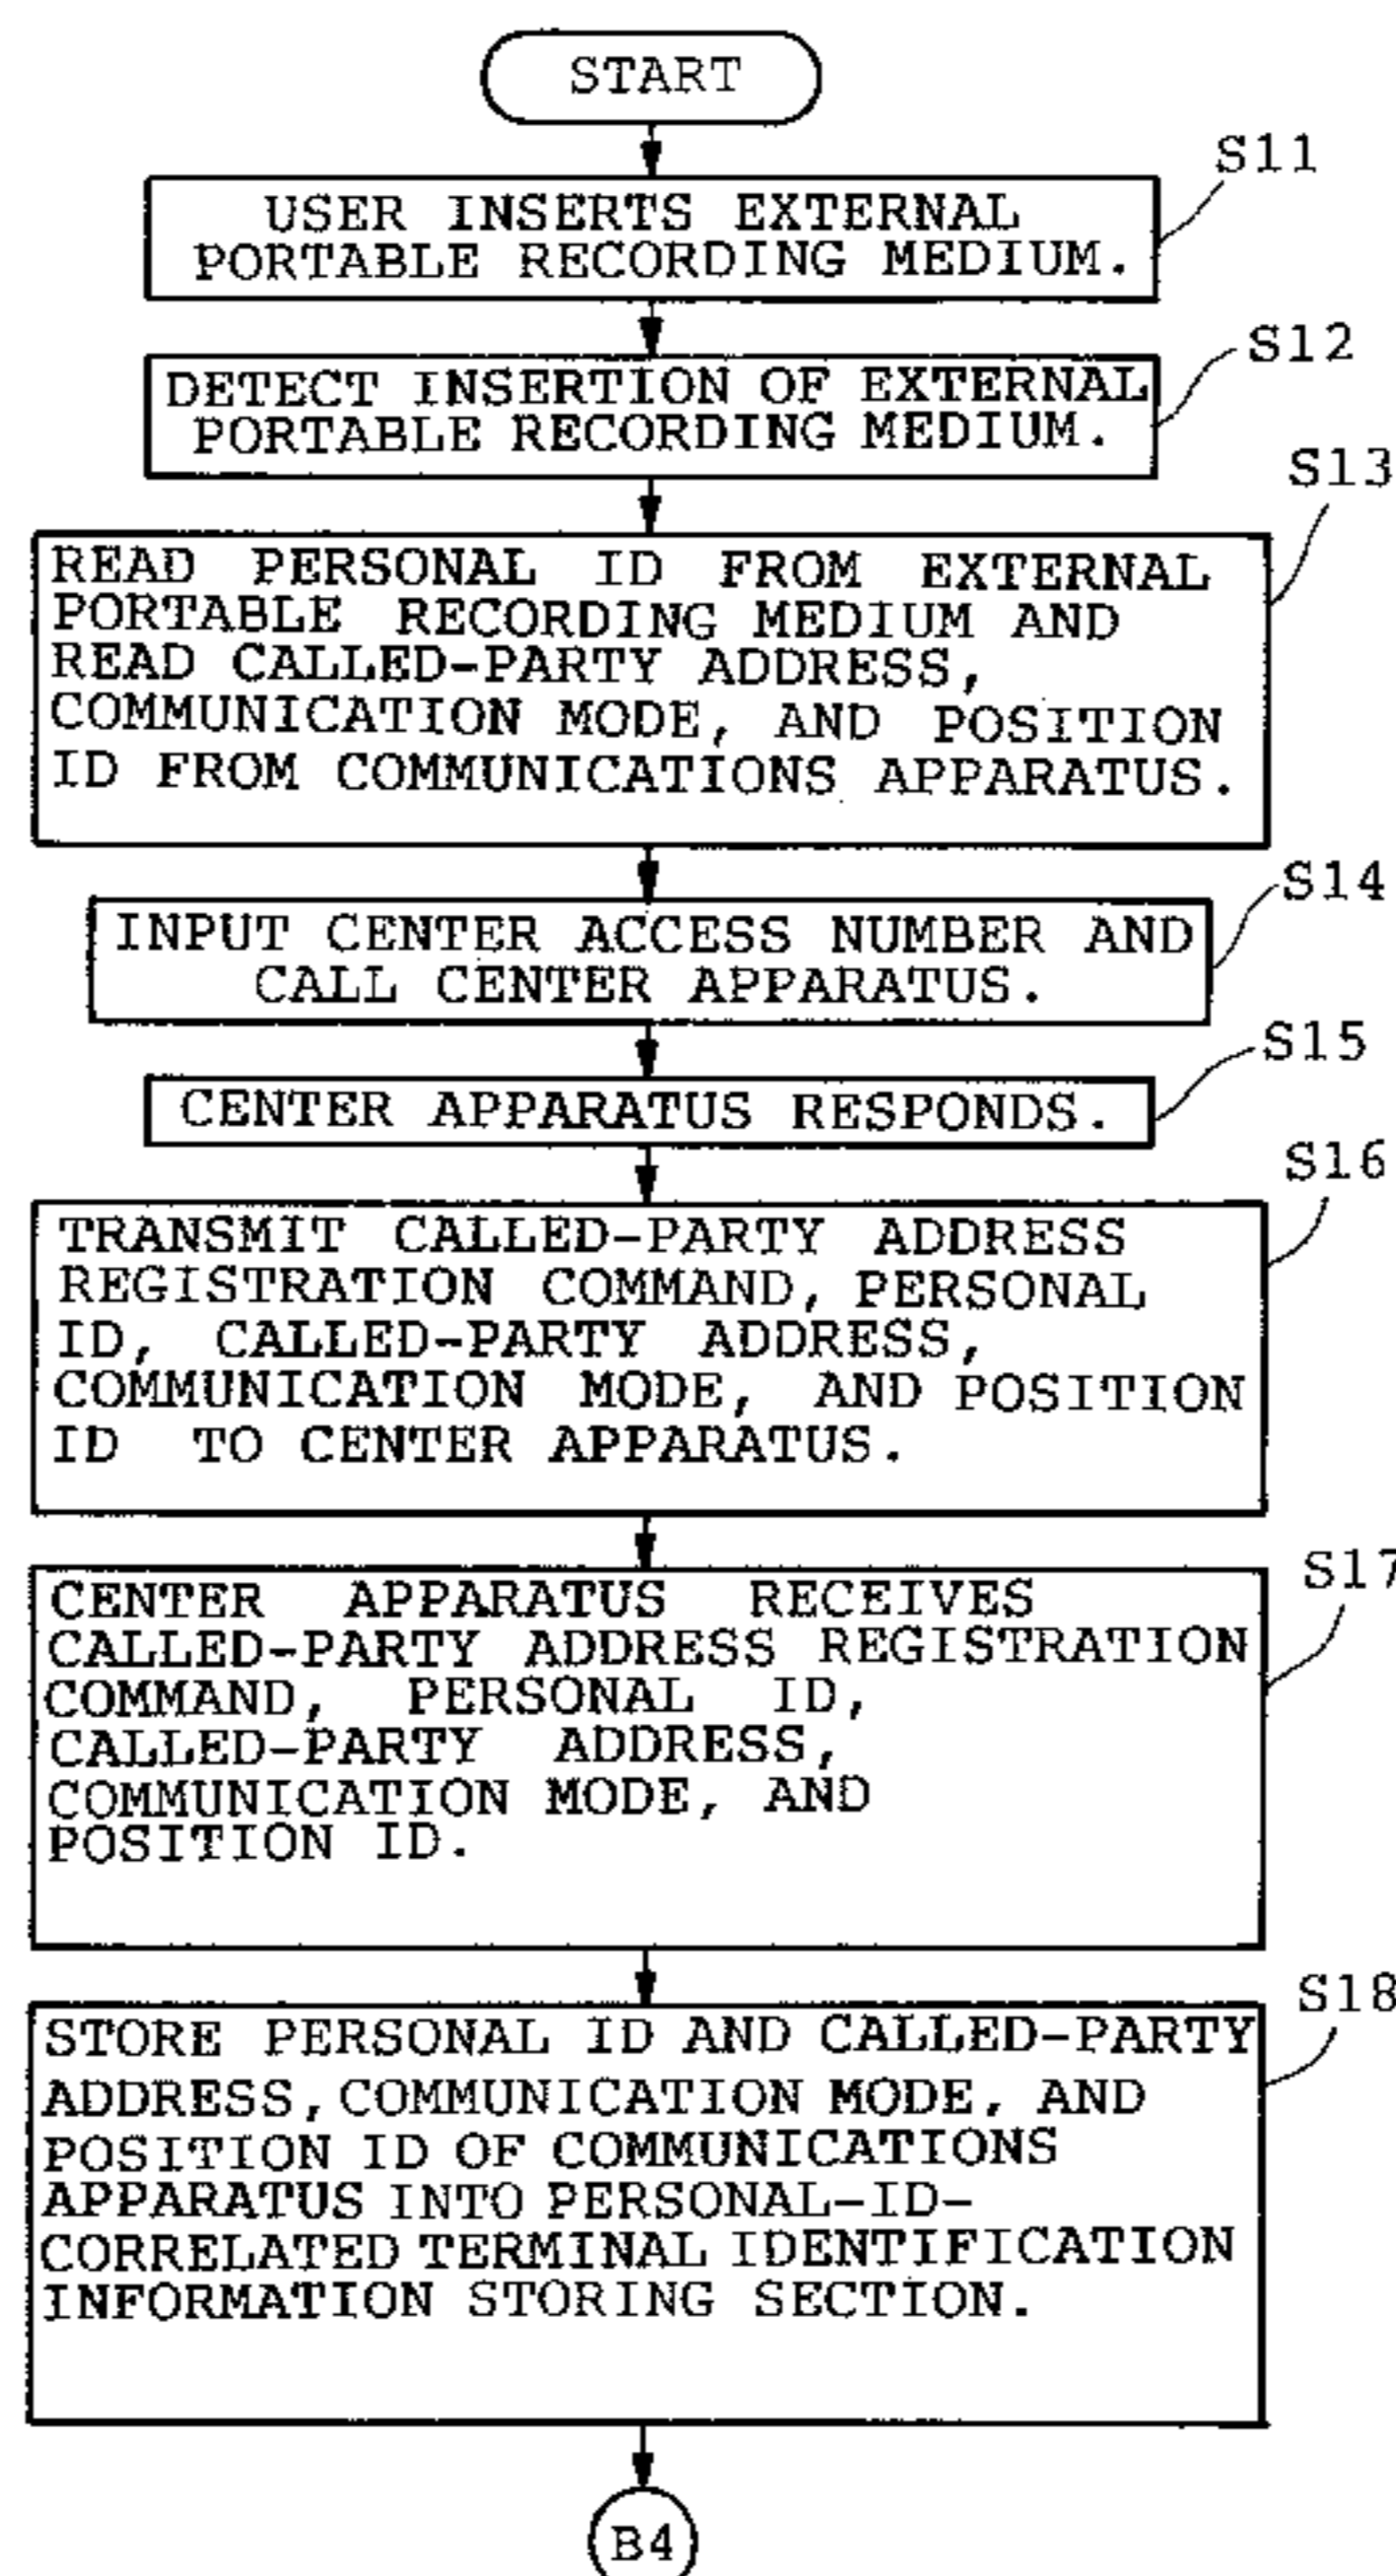 START
S11
USER INSERTS EXTERNAL
PORTABLE RECORDING MEDIUM.
S12
DETECT INSERTION OF EXTERNAL
PORTABLE RECORDING MEDIUM.
S13
READ PERSONAL ID FROM EXTERNAL
PORTABLE RECORDING MEDIUM AND
READ CALLED-PARTY ADDRESS,
COMMUNICATION MODE, AND POSITION
ID FROM COMMUNICATIONS APPARATUS.
S14
INPUT CENTER ACCESS NUMBER AND
CALL CENTER APPARATUS.
S15
CENTER APPARATUS RESPONDS.
S16
TRANSMIT CALLED-PARTY ADDRESS
REGISTRATION COMMAND, PERSONAL
ID, CALLED-PARTY ADDRESS,
COMMUNICATION MODE, AND POSITION
ID TO CENTER APPARATUS.
S17
CENTER APPARATUS RECEIVES
CALLED-PARTY ADDRESS REGISTRATION
COMMAND, PERSONAL ID,
CALLED-PARTY ADDRESS,
COMMUNICATION MODE, AND
POSITION ID.
S18
STORE PERSONAL ID AND CALLED-PARTY
ADDRESS, COMMUNICATION MODE, AND
POSITION ID OF COMMUNICATIONS
APPARATUS INTO PERSONAL-ID-
CORRELATED TERMINAL IDENTIFICATION
INFORMATION STORING SECTION.
B4